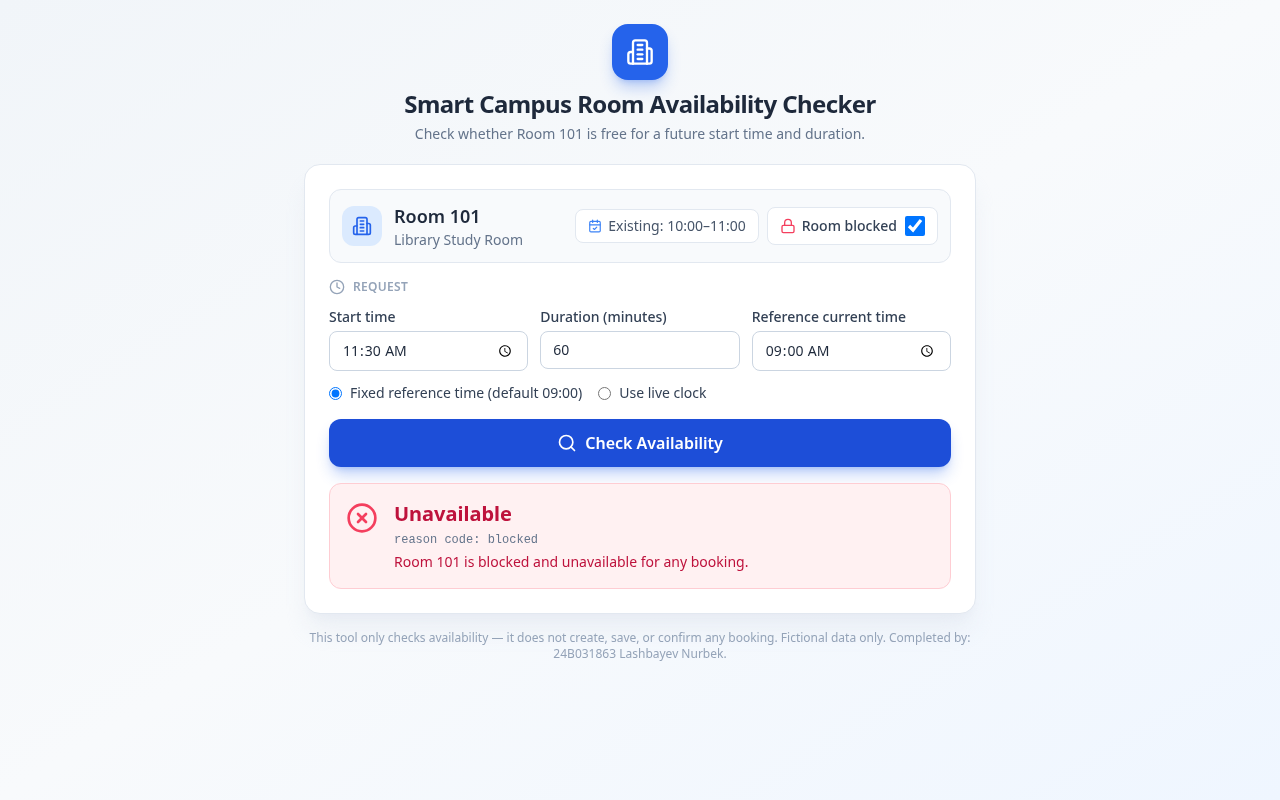 Smart Campus Room Availability Checker
Check whether Room 101 is free for a future start time and duration.
Room 101
Library Study Room
Existing: 10:00–11:00
Room blocked
REQUEST
Start time
Duration (minutes)
Reference current time
11:30 AM
60
09:00 AM
Fixed reference time (default 09:00)
Use live clock
Check Availability
Unavailable
reason code: blocked
Room 101 is blocked and unavailable for any booking.
This tool only checks availability — it does not create, save, or confirm any booking. Fictional data only. Completed by:
24B031863 Lashbayev Nurbek.